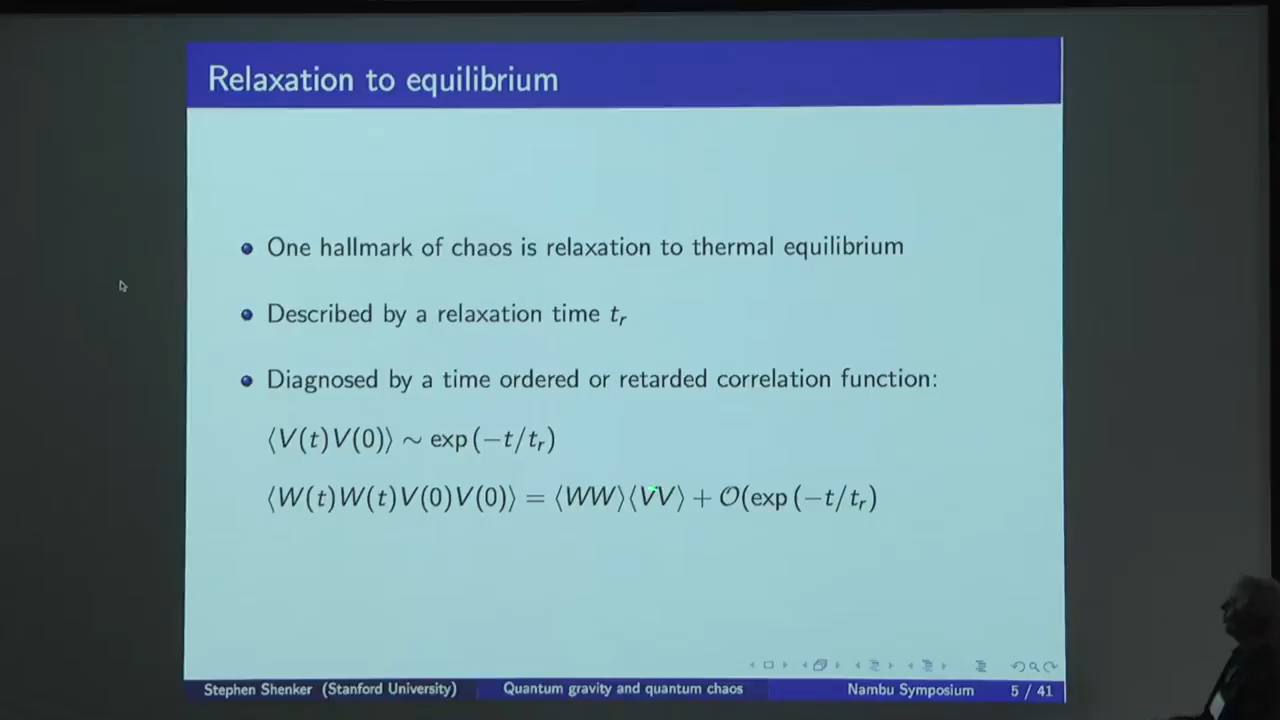 Relaxation to equilibrium
One hallmark of chaos is relaxation to thermal equilibrium
Described by a relaxation time t_r
Diagnosed by a time ordered or retarded correlation function:
⟨V(t)V(0)⟩ ∼ exp(−t/t_r)
⟨W(t)W(t)V(0)V(0)⟩ = ⟨WW⟩⟨VV⟩ + 𝒪(exp(−t/t_r)
Stephen Shenker (Stanford University) Quantum gravity and quantum chaos Nambu Symposium 5 / 41